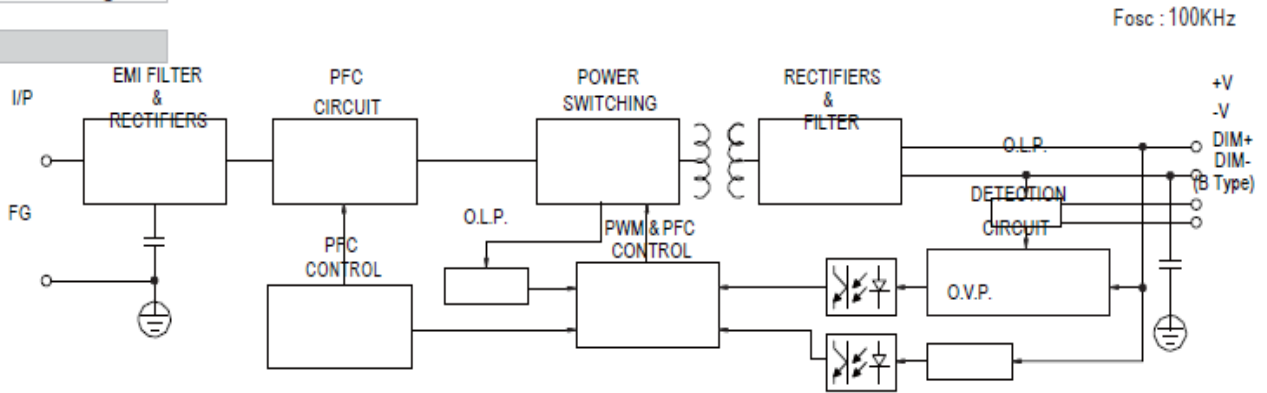 Fosc : 100KHz
EMI FILTER
&
RECTIFIERS
PFC
CIRCUIT
POWER
SWITCHING
RECTIFIERS
&
FILTER
I/P
+V
-V
DIM+
DIM-
(B Type)
O.L.P.
DETECTION
CIRCUIT
FG
O.L.P.
PWM & PFC
CONTROL
PFC
CONTROL
O.V.P.